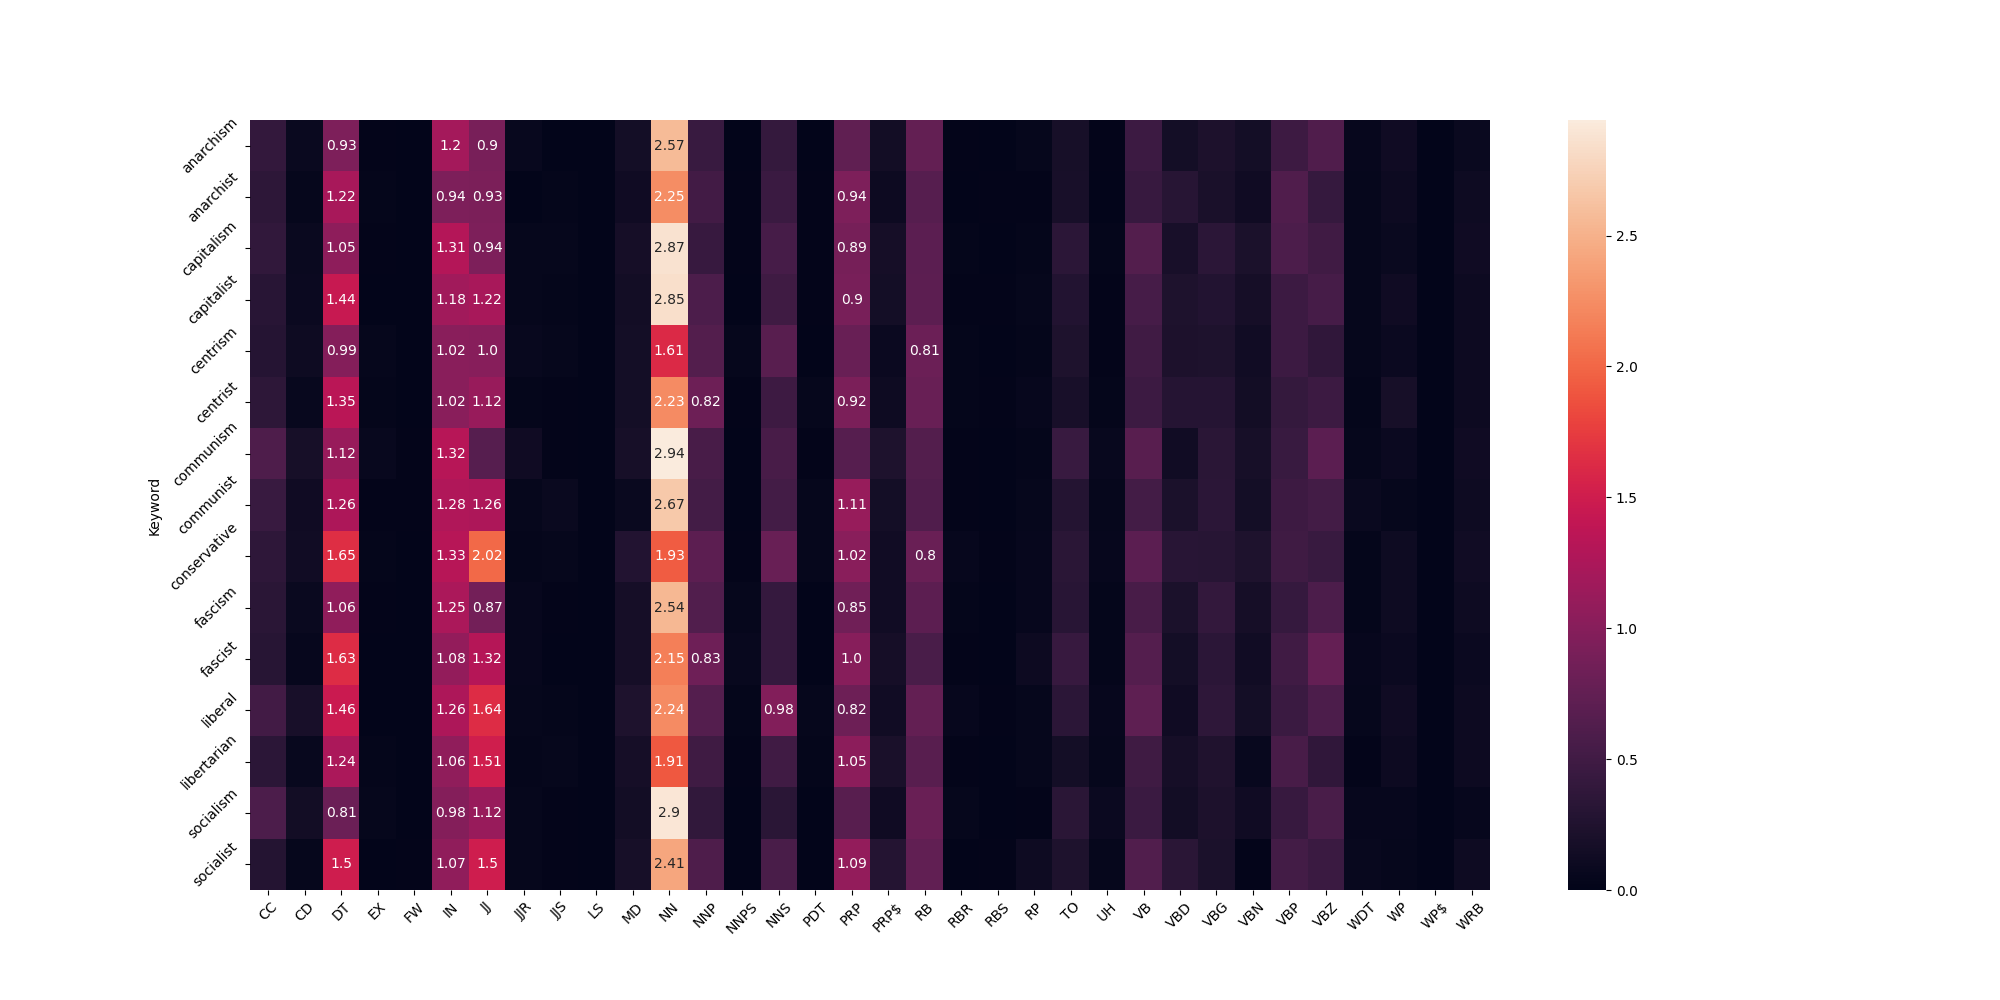 anarchism 0.93 1.2 0.9 2.57
anarchist 1.22 0.94 0.93 2.25 0.94
capitalism 1.05 1.31 0.94 2.87 0.89
capitalist 1.44 1.18 1.22 2.85 0.9
centrism 0.99 1.02 1.0 1.61 0.81
centrist 1.35 1.02 1.12 2.23 0.82 0.92
communism 1.12 1.32 2.94
communist 1.26 1.28 1.26 2.67 1.11
conservative 1.65 1.33 2.02 1.93 1.02 0.8
fascism 1.06 1.25 0.87 2.54 0.85
fascist 1.63 1.08 1.32 2.15 0.83 1.0
liberal 1.46 1.26 1.64 2.24 0.98 0.82
libertarian 1.24 1.06 1.51 1.91 1.05
socialism 0.81 0.98 1.12 2.9
socialist 1.5 1.07 1.5 2.41 1.09
Keyword
CC CD DT EX FW IN JJ JJR JJS LS MD NN NNP NNPS NNS PDT PRP PRP$ RB RBR RBS RP TO UH VB VBD VBG VBN VBP VBZ WDT WP WP$ WRB
2.5
2.0
1.5
1.0
0.5
0.0